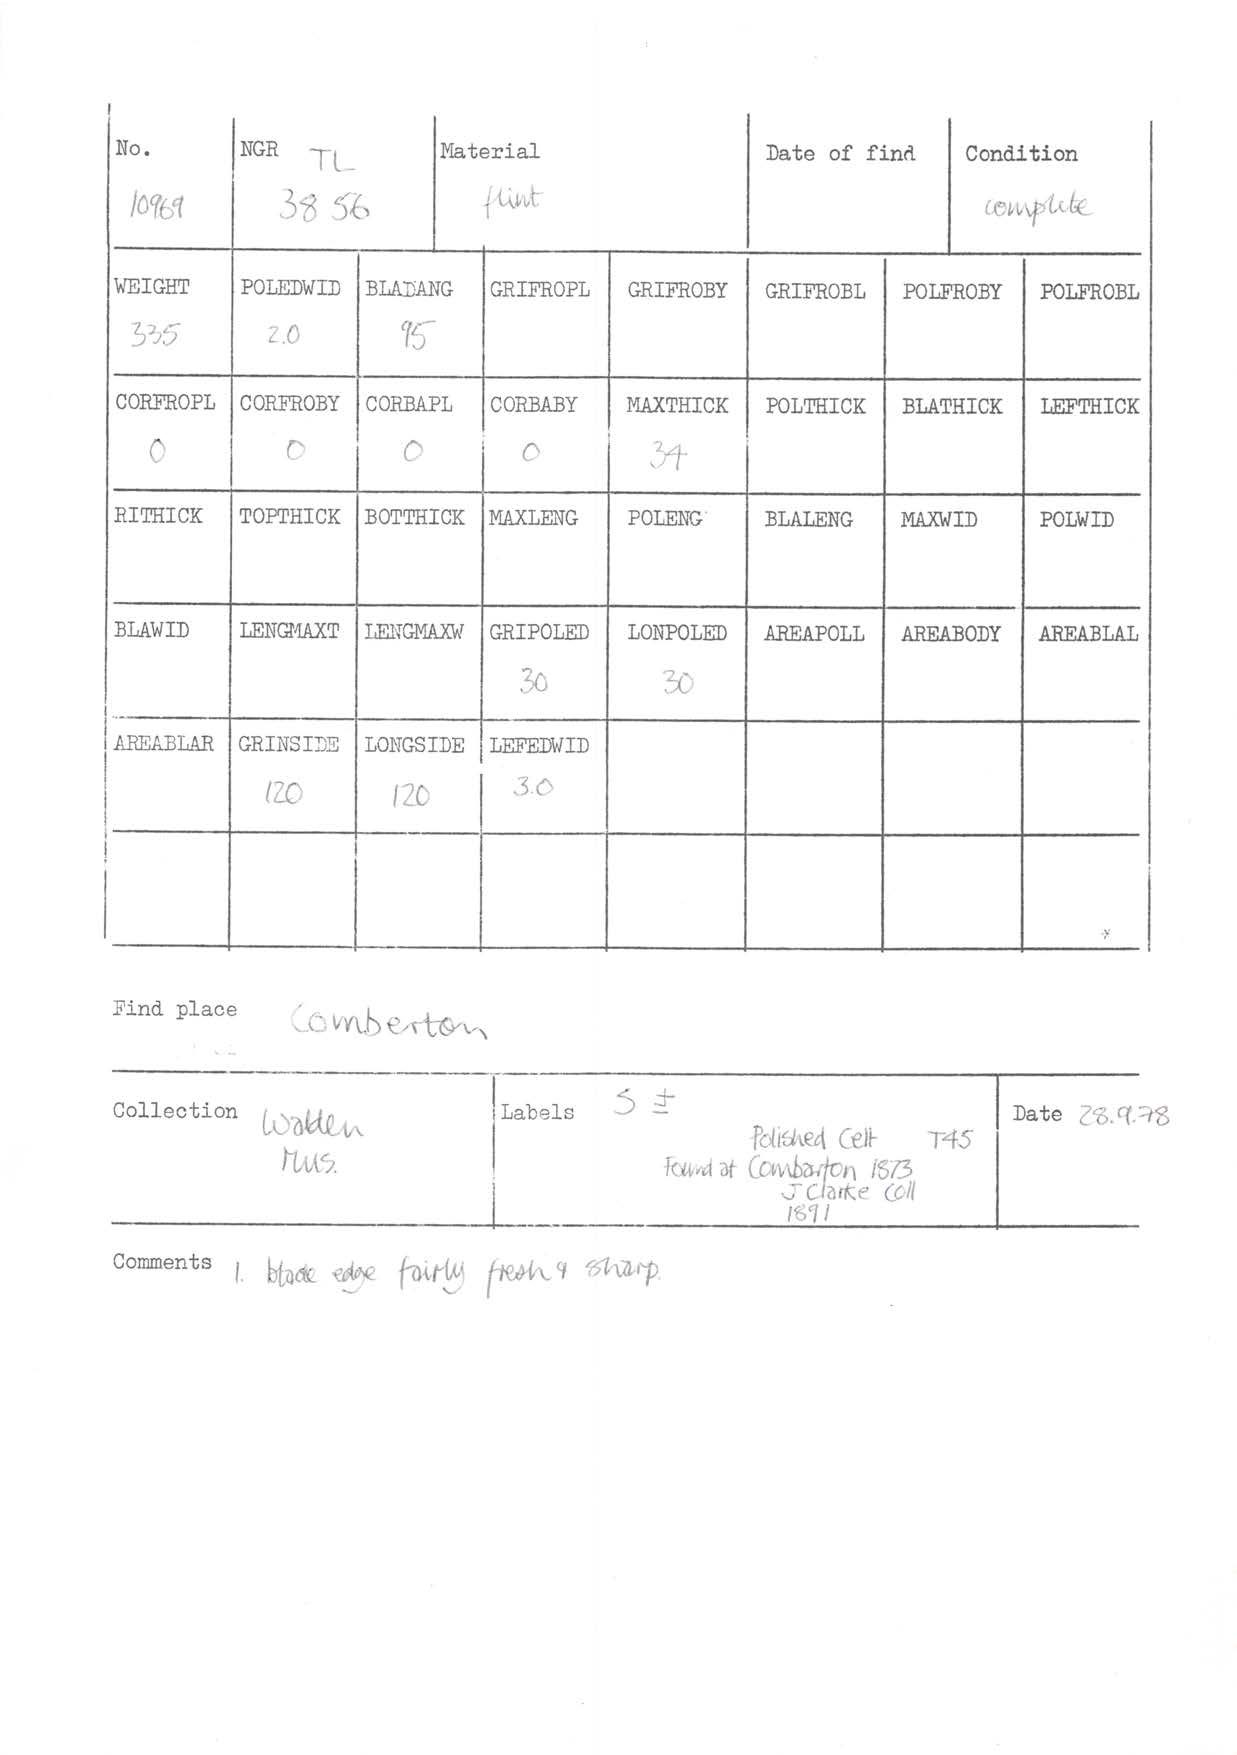 No. NGR TL Material Date of find Condition
10969 38 56 flint complete
WEIGHT POLEDWID BLADANG GRIFROPL GRIFROBY GRIFROBL POLFROBY POLFROBL
335 2.0 95
CORFROPL CORFROBY CORBAPL CORBABY MAXTHICK POLTHICK BLATHICK LEFTHICK
0 0 0 0 34
RITHICK TOPTHICK BOTTHICK MAXLENG POLENG BLALENG MAXWID POLWID
BLAWID LENGMAXT LENGMAXW GRIPOLED LONPOLED AREAPOLL AREABODY AREABLAL
30 30
AREABLAR GRINSIDE LONGSIDE LEFEDWID
120 120 3.0
Find place Comberton
Collection Walden Mus.
Labels 5 ±
Polished Celt T45
Found at Combarton 1873
J Clarke Coll
1891
Date 28.9.78
Comments 1. blade edge fairly fresh & sharp.